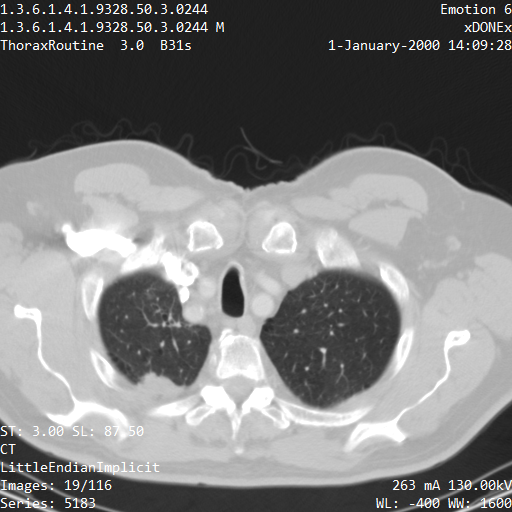 1.3.6.1.4.1.9328.50.3.0244
Emotion 6
1.3.6.1.4.1.9328.50.3.0244 M
xDONEx
ThoraxRoutine 3.0 B31s
1-January-2000 14:09:28
ST: 3.00 SL: 87.50
CT
LittleEndianImplicit
Images: 19/116
263 mA 130.00kV
Series: 5183
WL: -400 WW: 1600